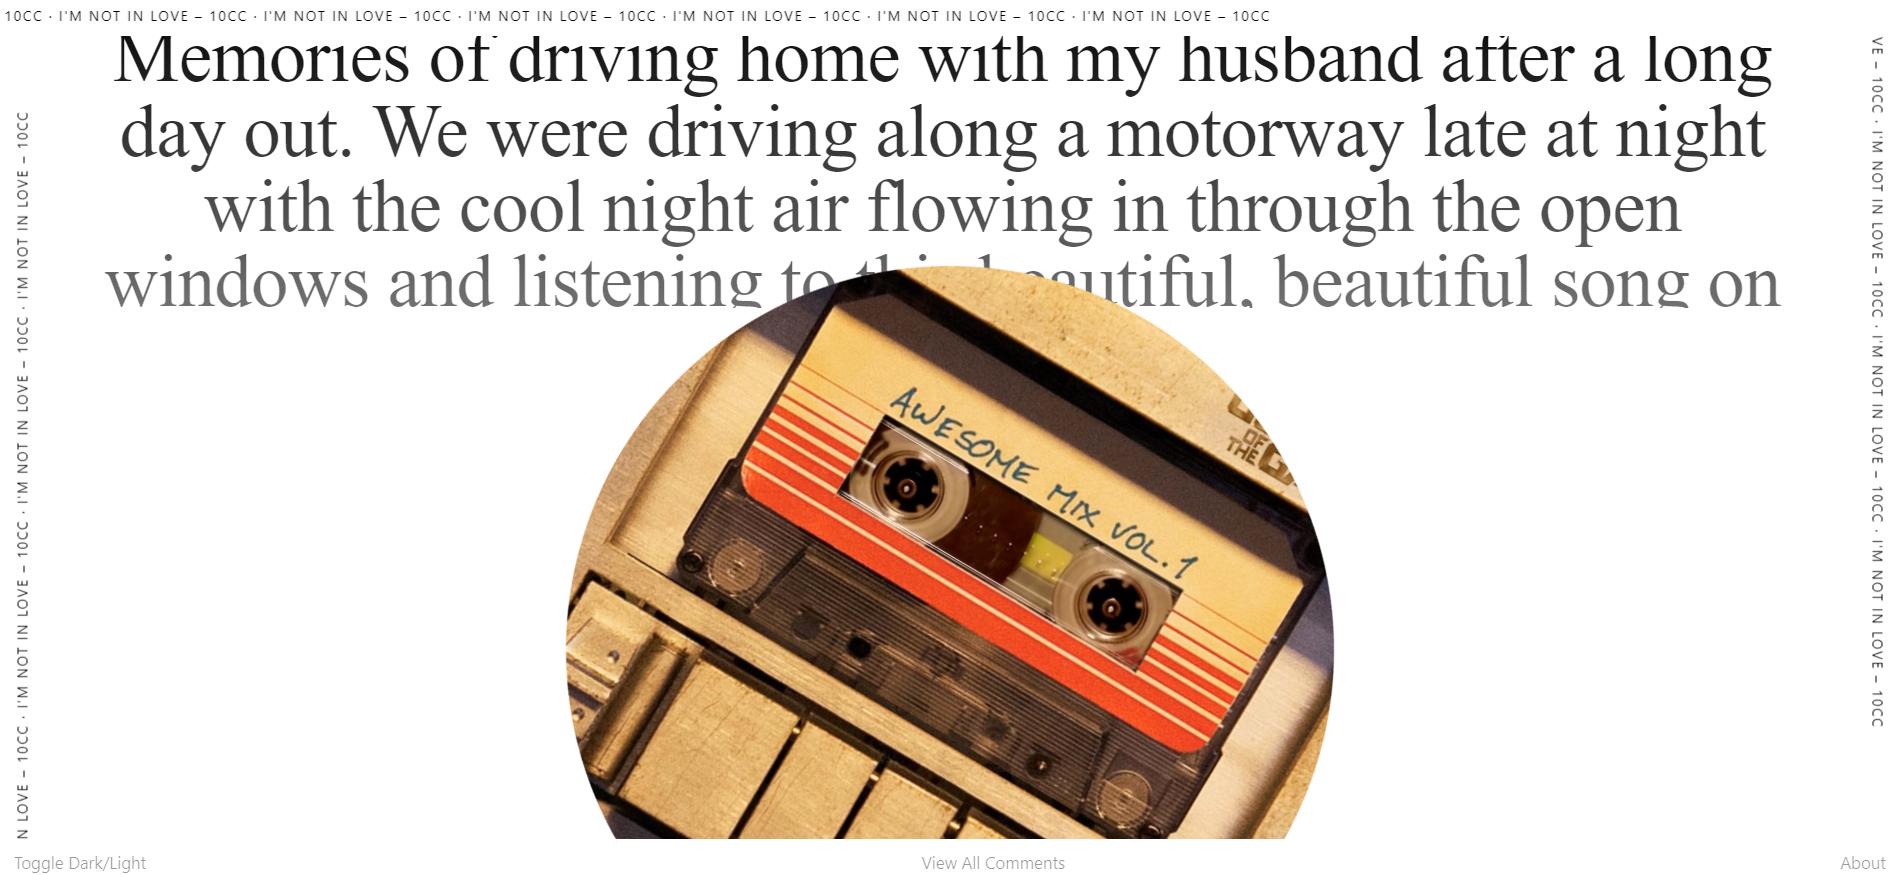 10CC · I'M NOT IN LOVE – 10CC · I'M NOT IN LOVE – 10CC · I'M NOT IN LOVE – 10CC · I'M NOT IN LOVE – 10CC · I'M NOT IN LOVE – 10CC · I'M NOT IN LOVE – 10CC
Memories of driving home with my husband after a long
day out. We were driving along a motorway late at night
with the cool night air flowing in through the open
windows and listening to this beautiful, beautiful song on
N LOVE – 10CC · I'M NOT IN LOVE – 10CC · I'M NOT IN LOVE – 10CC · I'M NOT IN LOVE – 10CC
VE – 10CC · I'M NOT IN LOVE – 10CC · I'M NOT IN LOVE – 10CC · I'M NOT IN LOVE – 10CC
AWESOME MIX VOL. 1
OF
THE
Toggle Dark/Light
View All Comments
About